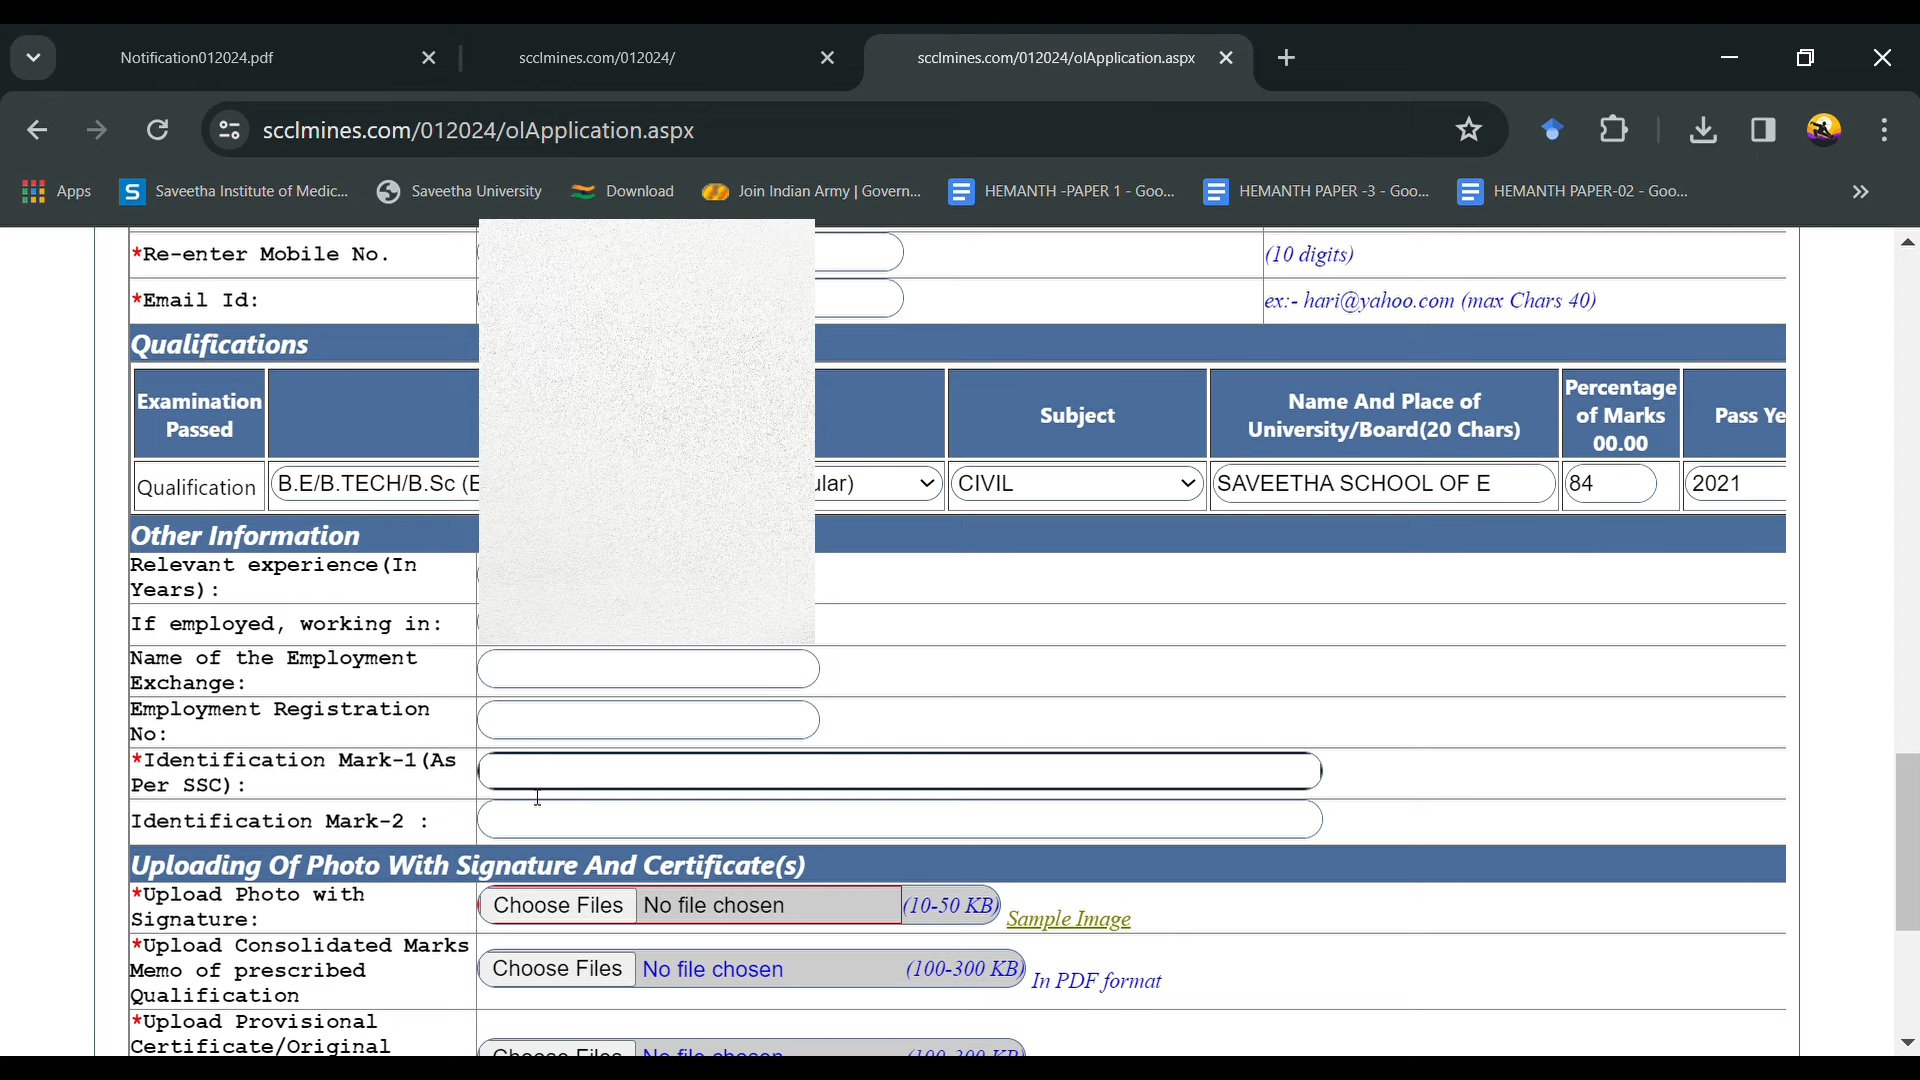 Notification012024.pdf
scclmines.com/012024/
scclmines.com/012024/olApplication.aspx
scclmines.com/012024/olApplication.aspx
Apps
Saveetha Institute of Medic...
Saveetha University
Download
Join Indian Army | Govern...
HEMANTH -PAPER 1 - Goo...
HEMANTH PAPER -3 - Goo...
HEMANTH PAPER-02 - Goo...
*Re-enter Mobile No.
(10 digits)
*Email Id:
ex:- hari@yahoo.com (max Chars 40)
Qualifications
Examination
Passed
Subject
Name And Place of
University/Board(20 Chars)
Percentage
of Marks
00.00
Pass Ye
Qualification
B.E/B.TECH/B.Sc (E
ular)
CIVIL
SAVEETHA SCHOOL OF E
84
2021
Other Information
Relevant experience(In
Years):
If employed, working in:
Name of the Employment
Exchange:
Employment Registration
No:
*Identification Mark-1(As
Per SSC):
Identification Mark-2 :
Uploading Of Photo With Signature And Certificate(s)
*Upload Photo with
Signature:
Choose Files No file chosen
(10-50 KB)
Sample Image
*Upload Consolidated Marks
Memo of prescribed
Qualification
Choose Files No file chosen
(100-300 KB)
In PDF format
*Upload Provisional
Certificate/Original
Choose Files No file chosen
(100-300 KB)